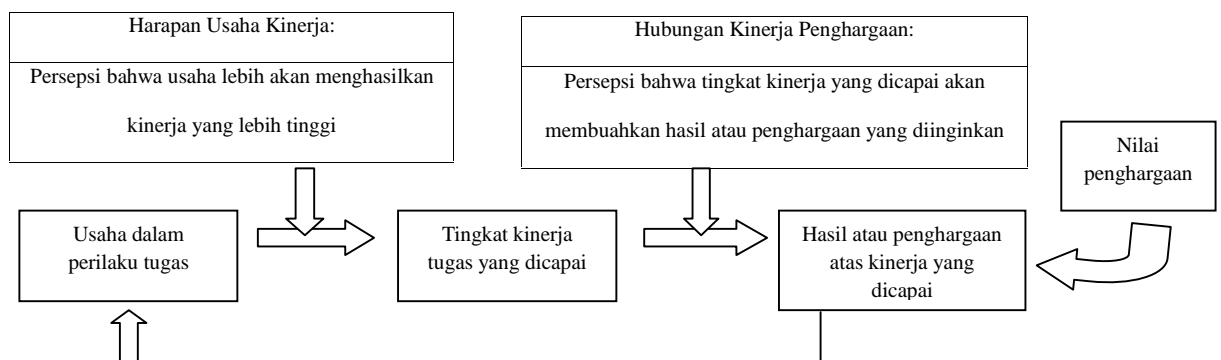 Harapan Usaha Kinerja:
Persepsi bahwa usaha lebih akan menghasilkan
kinerja yang lebih tinggi
Hubungan Kinerja Penghargaan:
Persepsi bahwa tingkat kinerja yang dicapai akan
membuahkan hasil atau penghargaan yang diinginkan
Nilai
penghargaan
Usaha dalam
perilaku tugas
Tingkat kinerja
tugas yang dicapai
Hasil atau penghargaan
atas kinerja yang
dicapai